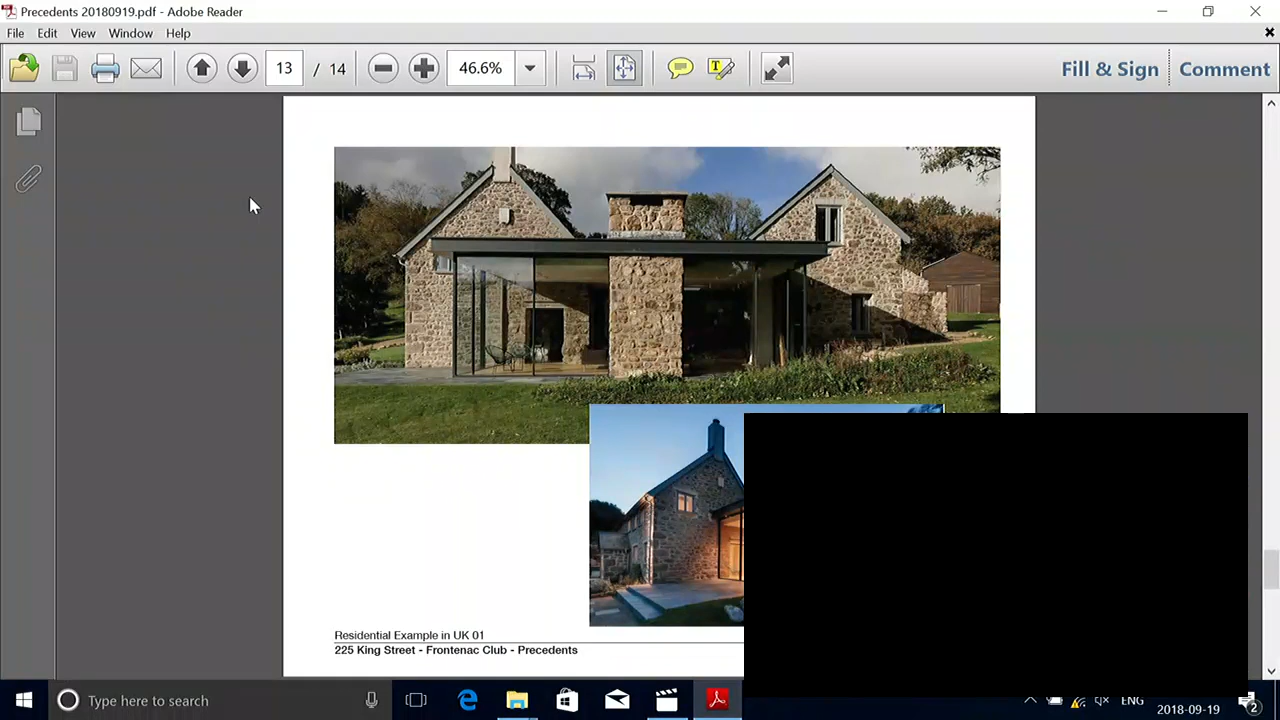 Precedents 20180919.pdf - Adobe Reader
File Edit View Window Help
13 / 14 46.6% Fill & Sign Comment
Residential Example in UK 01
225 King Street - Frontenac Club - Precedents
Type here to search
ENG
2018-09-19
2